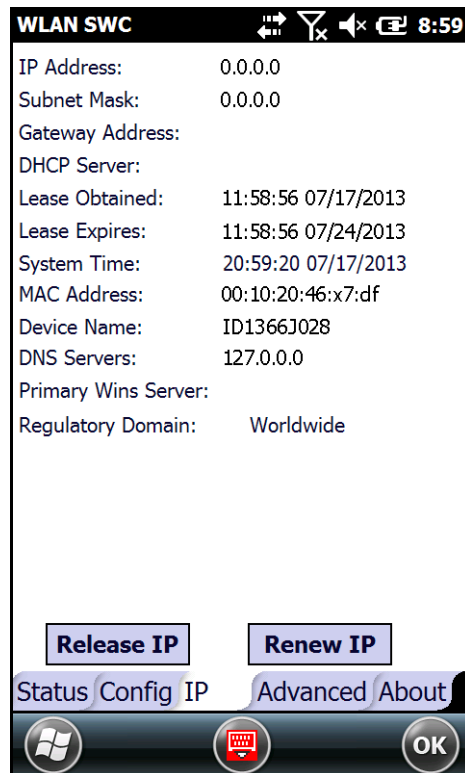 WLAN SWC 8:59
IP Address: 0.0.0.0
Subnet Mask: 0.0.0.0
Gateway Address:
DHCP Server:
Lease Obtained: 11:58:56 07/17/2013
Lease Expires: 11:58:56 07/24/2013
System Time: 20:59:20 07/17/2013
MAC Address: 00:10:20:46:x7:df
Device Name: ID1366J028
DNS Servers: 127.0.0.0
Primary Wins Server:
Regulatory Domain: Worldwide
Release IP Renew IP
Status Config IP Advanced About
OK